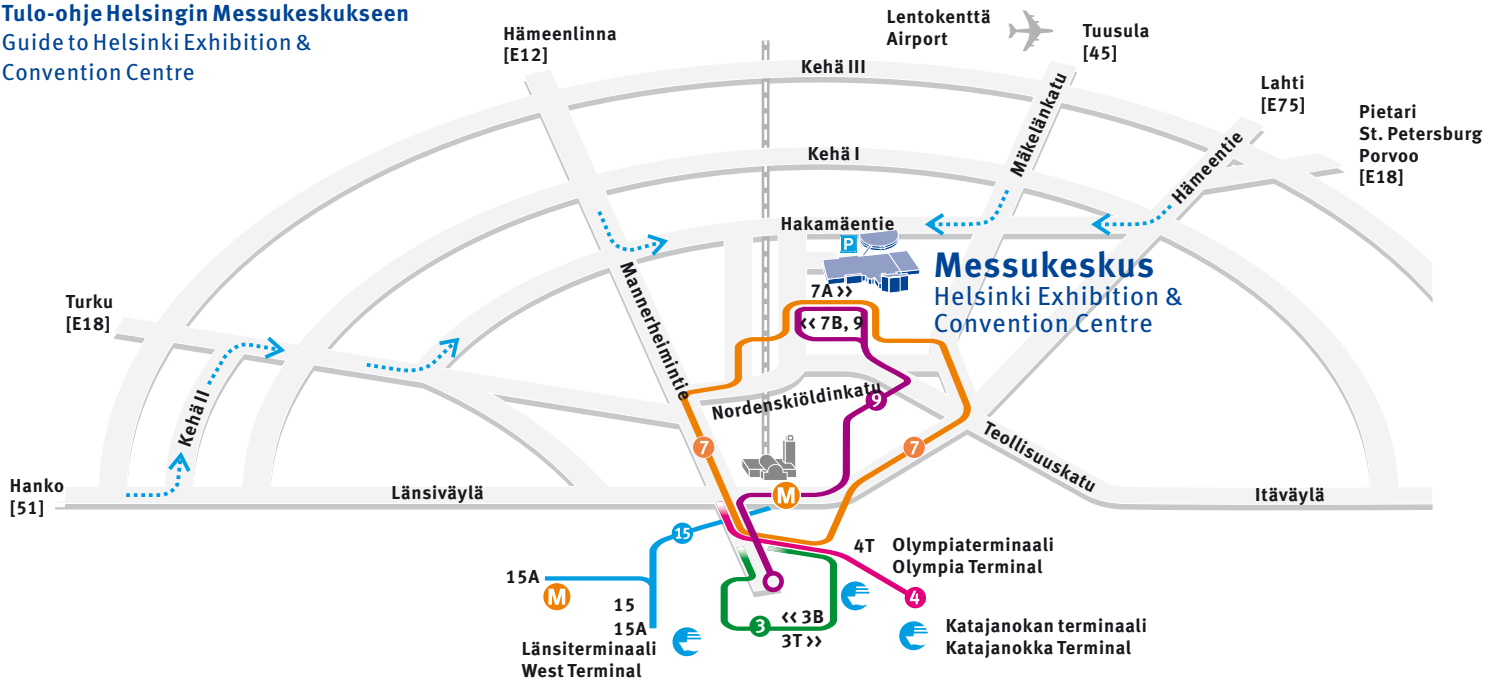 Tulo-ohje Helsingin Messukeskukseen
Guide to Helsinki Exhibition &
Convention Centre
Hämeenlinna
[E12]
Lentokenttä
Airport
Tuusula
[45]
Lahti
[E75]
Pietari
St. Petersburg
Porvoo
[E18]
Kehä III
Kehä I
Mäkelänkatu
Hämeentie
Hakamäentie
P
Messukeskus
Helsinki Exhibition &
Convention Centre
7A ››
‹‹ 7B, 9
Turku
[E18]
Mannerheimintie
Kehä II
Nordenskiöldinkatu
9
7
7
Teollisuuskatu
Hanko
[51]
Länsiväylä
M
Itäväylä
15
4T
Olympiaterminaali
Olympia Terminal
15A
M
15
15A
Länsiterminaali
West Terminal
3
‹‹ 3B
3T ››
4
Katajanokan terminaali
Katajanokka Terminal